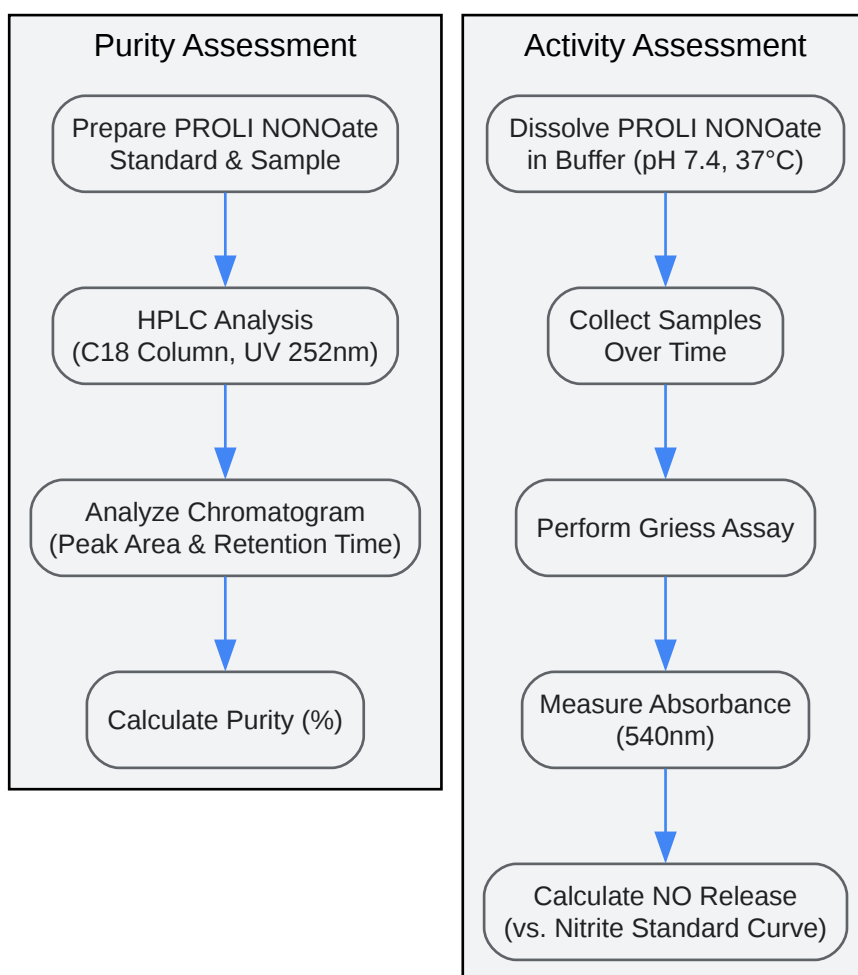 Purity Assessment
Prepare PROLI NONOate
Standard & Sample
HPLC Analysis
(C18 Column, UV 252nm)
Analyze Chromatogram
(Peak Area & Retention Time)
Calculate Purity (%)
Activity Assessment
Dissolve PROLI NONOate
in Buffer (pH 7.4, 37°C)
Collect Samples
Over Time
Perform Griess Assay
Measure Absorbance
(540nm)
Calculate NO Release
(vs. Nitrite Standard Curve)